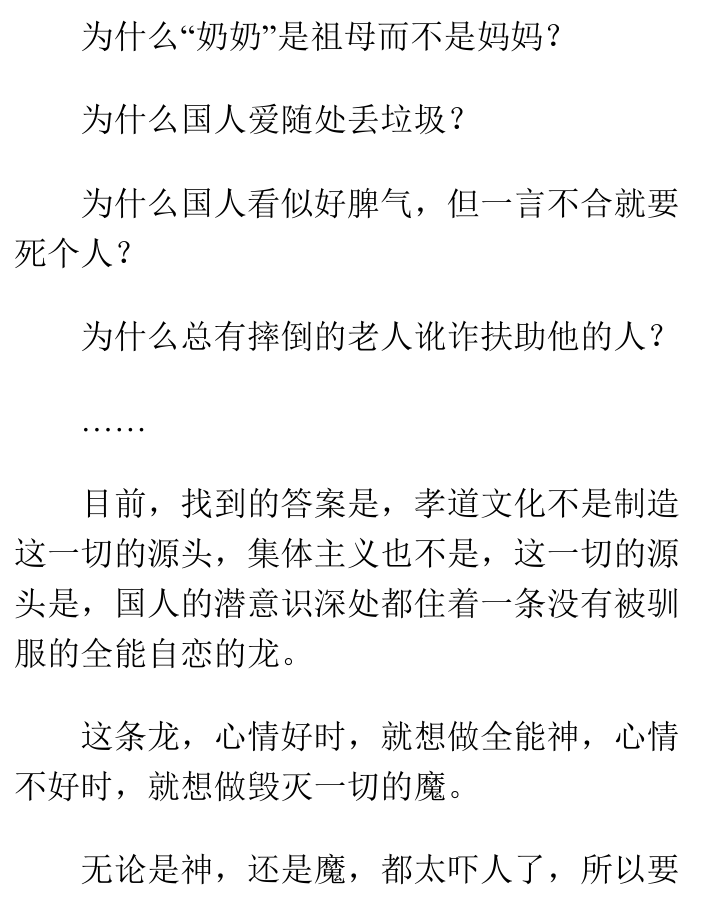 为什么“奶奶”是祖母而不是妈妈？
为什么国人爱随处丢垃圾？
为什么国人看似好脾气，但一言不合就要
死个人？
为什么总有摔倒的老人讹诈扶助他的人？
……
目前，找到的答案是，孝道文化不是制造
这一切的源头，集体主义也不是，这一切的源
头是，国人的潜意识深处都住着一条没有被驯
服的全能自恋的龙。
这条龙，心情好时，就想做全能神，心情
不好时，就想做毁灭一切的魔。
无论是神，还是魔，都太吓人了，所以要